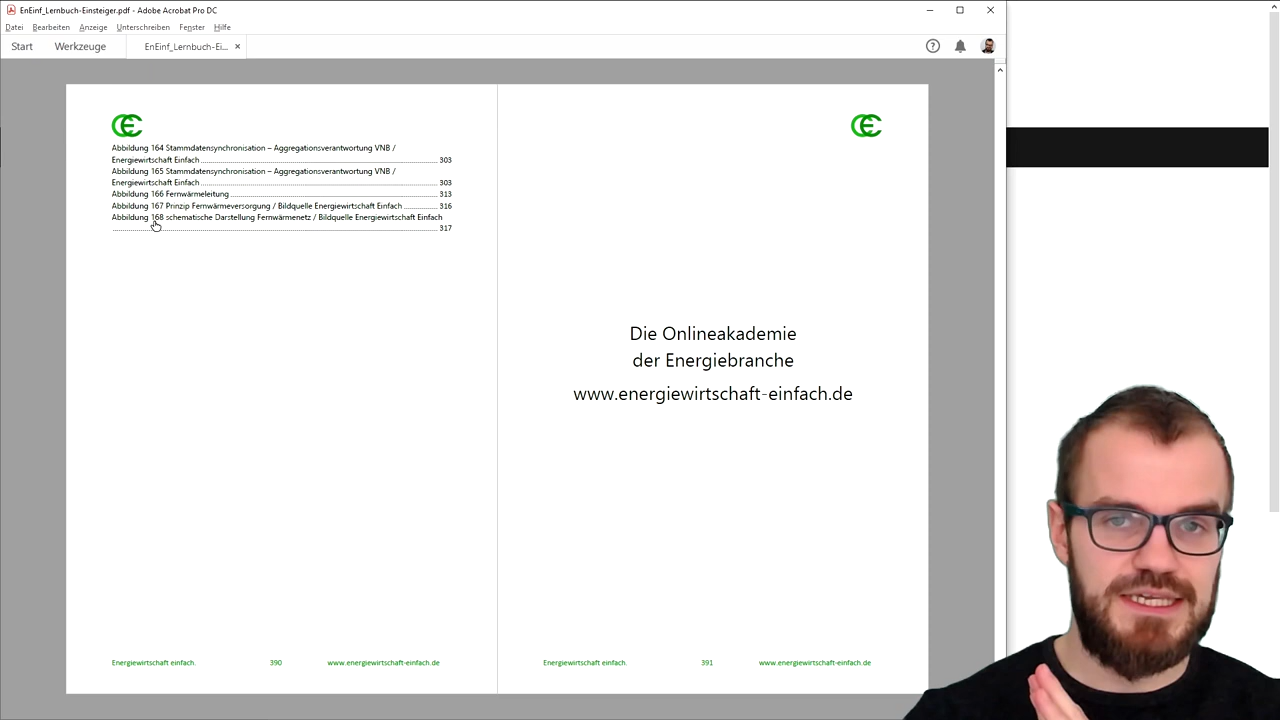 EnEinf_Lernbuch-Einsteiger.pdf - Adobe Acrobat Pro DC
Datei Bearbeiten Anzeige Unterschreiben Fenster Hilfe
Start Werkzeuge EnEinf_Lernbuch-Ei... ×
Abbildung 164 Stammdatensynchronisation – Aggregationsverantwortung VNB /
Energiewirtschaft Einfach ........ 303
Abbildung 165 Stammdatensynchronisation – Aggregationsverantwortung VNB /
Energiewirtschaft Einfach ........ 303
Abbildung 166 Fernwärmeleitung ........ 313
Abbildung 167 Prinzip Fernwärmeversorgung / Bildquelle Energiewirtschaft Einfach ........ 316
Abbildung 168 schematische Darstellung Fernwärmenetz / Bildquelle Energiewirtschaft Einfach
........ 317
Energiewirtschaft einfach. 390 www.energiewirtschaft-einfach.de
Die Onlineakademie
der Energiebranche
www.energiewirtschaft-einfach.de
Energiewirtschaft einfach. 391 www.energiewirtschaft-einfach.de